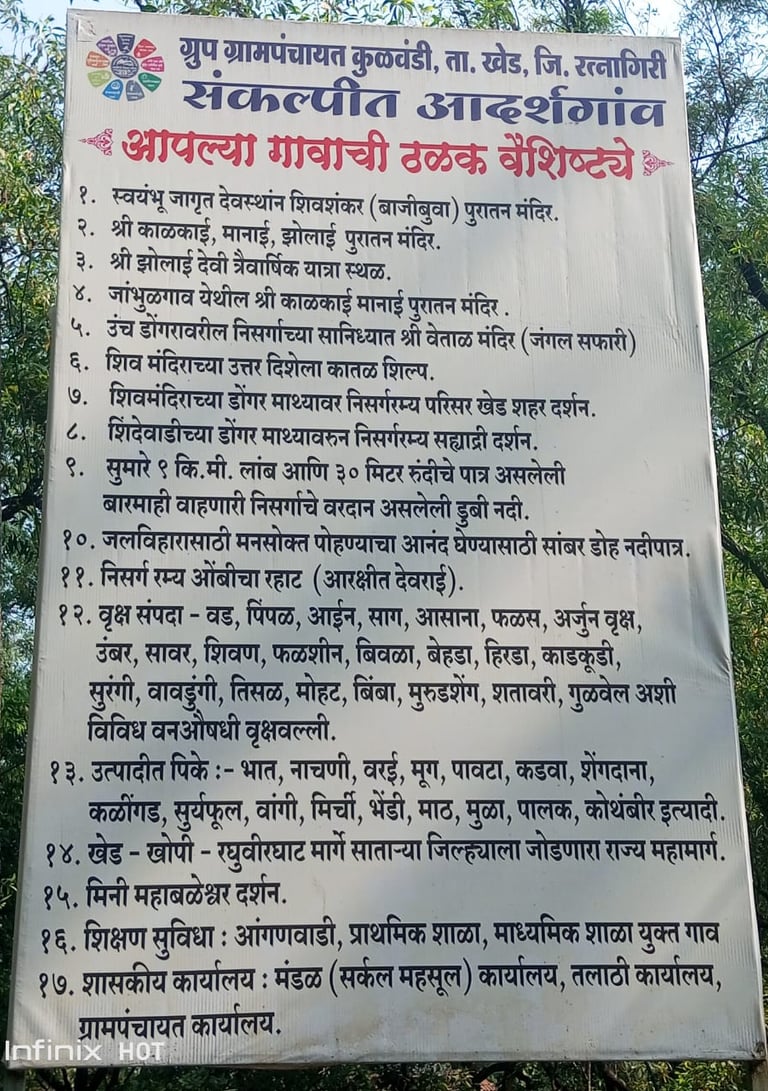 ग्रुप ग्रामपंचायत कुळवंडी, ता. खेड, जि. रत्नागिरी
संकल्पीत आदर्शगांव
आपल्या गावाची ठळक वैशिष्ट्ये
१. स्वयंभू जागृत देवस्थांन शिवशंकर (बाजीबुवा) पुरातन मंदिर.
२. श्री काळकाई, मानाई, झोलाई पुरातन मंदिर.
३. श्री झोलाई देवी त्रैवार्षिक यात्रा स्थळ.
४. जांभुळगाव येथील श्री काळकाई मानाई पुरातन मंदिर .
५. उंच डोंगरावरील निसर्गाच्या सानिध्यात श्री वेताळ मंदिर (जंगल सफारी)
६. शिव मंदिराच्या उत्तर दिशेला कातळ शिल्प.
७. शिवमंदिराच्या डोंगर माथ्यावर निसर्गरम्य परिसर खेड शहर दर्शन.
८. शिंदेवाडीच्या डोंगर माथ्यावरुन निसर्गरम्य सह्याद्री दर्शन.
९. सुमारे ९ कि.मी. लांब आणि ३० मिटर रुंदीचे पात्र असलेली
बारमाही वाहणारी निसर्गाचे वरदान असलेली डुबी नदी.
१०. जलविहारासाठी मनसोक्त पोहण्याचा आनंद घेण्यासाठी सांबर डोह नदीपात्र.
११. निसर्ग रम्य ओंबीचा रहाट (आरक्षीत देवराई).
१२. वृक्ष संपदा - वड, पिंपळ, आईन, साग, आसाना, फळस, अर्जुन वृक्ष,
उंबर, सावर, शिवण, फळशीन, बिवळा, बेहडा, हिरडा, काडकूडी,
सुरंगी, वावडुंगी, तिसळ, मोहट, बिंबा, मुरुडशेंग, शतावरी, गुळवेल अशी
विविध वनऔषधी वृक्षवल्ली.
१३. उत्पादीत पिके :- भात, नाचणी, वरई, मूग, पावटा, कडवा, शेंगदाना,
कळींगड, सुर्यफूल, वांगी, मिर्ची, भेंडी, माठ, मुळा, पालक, कोथंबीर इत्यादी.
१४. खेड - खोपी - रघुवीरघाट मार्गे साताऱ्या जिल्ह्याला जोडणारा राज्य महामार्ग.
१५. मिनी महाबळेश्वर दर्शन.
१६. शिक्षण सुविधा : आंगणवाडी, प्राथमिक शाळा, माध्यमिक शाळा युक्त गाव
१७. शासकीय कार्यालय : मंडळ (सर्कल महसूल) कार्यालय, तलाठी कार्यालय,
ग्रामपंचायत कार्यालय.
Infinix HOT